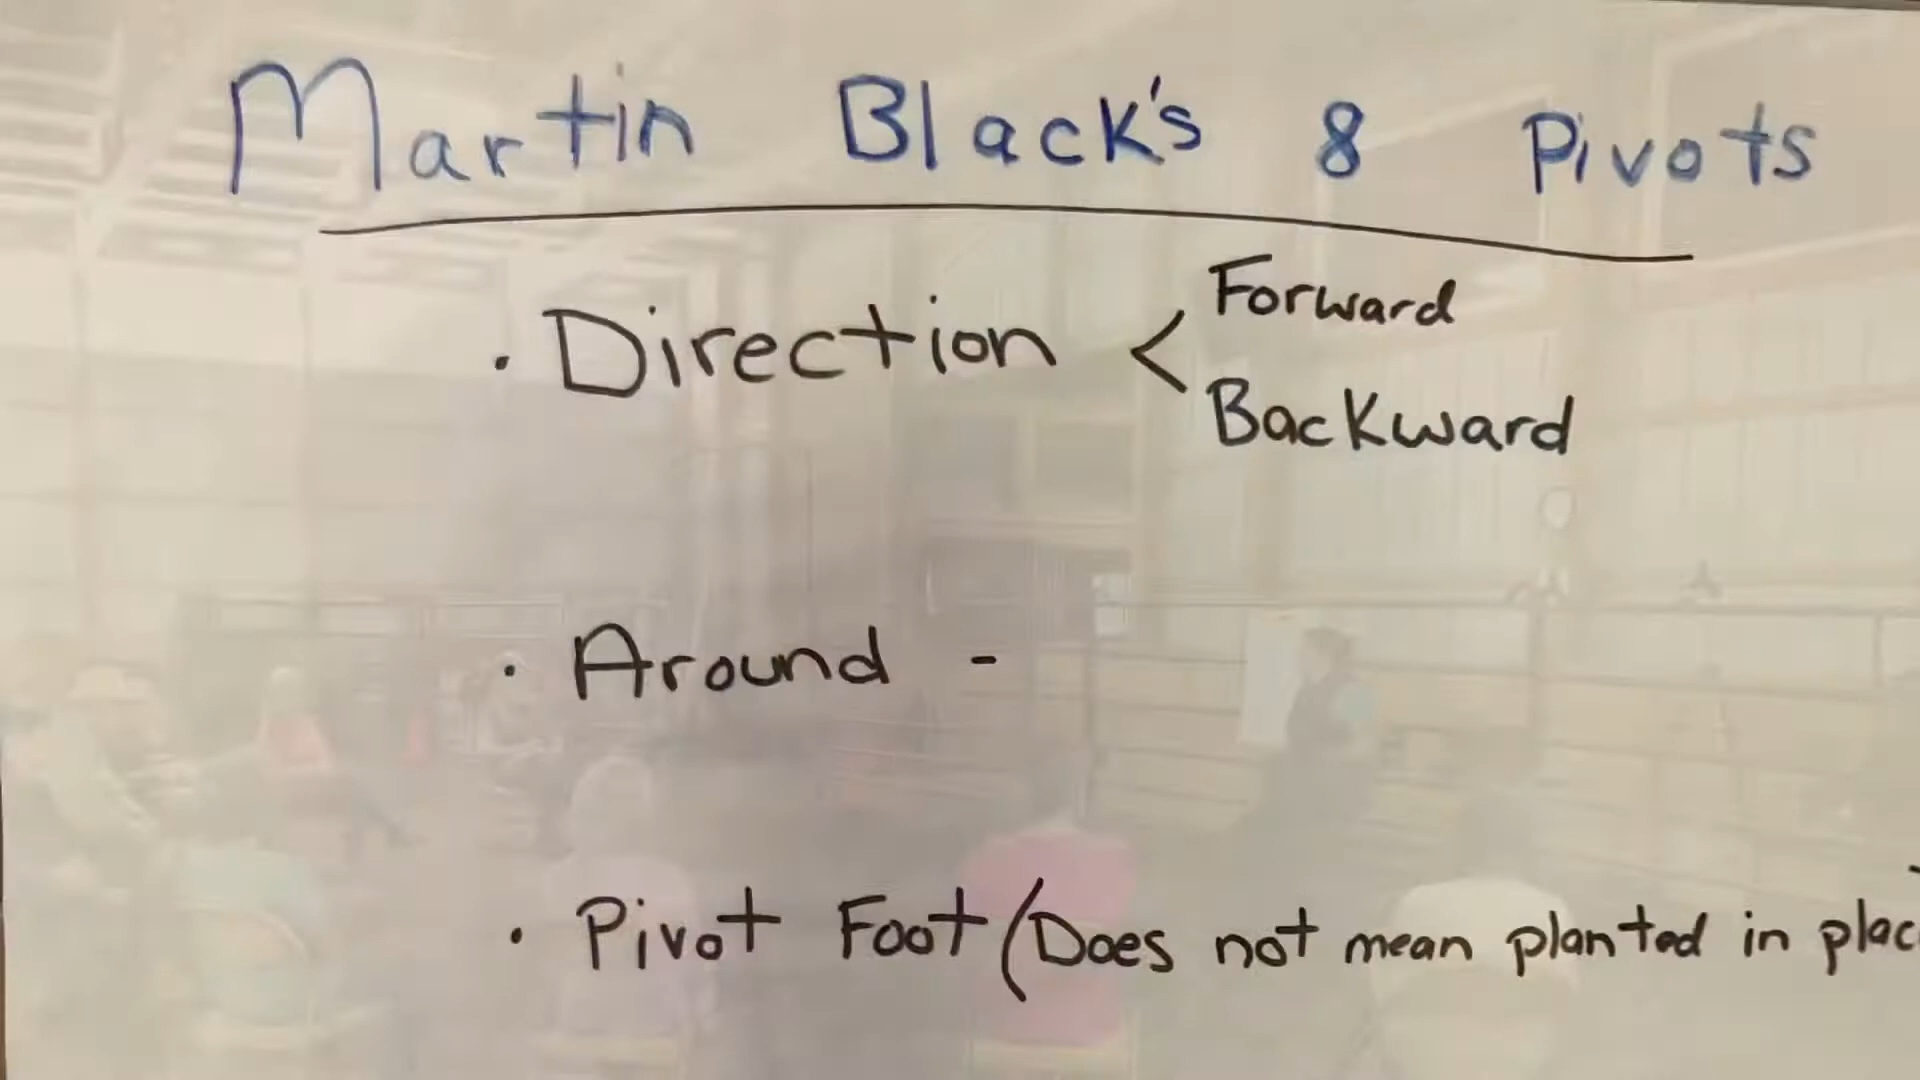 Martin Black's 8 Pivots
· Direction < Forward
Backward
· Around -
· Pivot Foot (Does not mean planted in plac